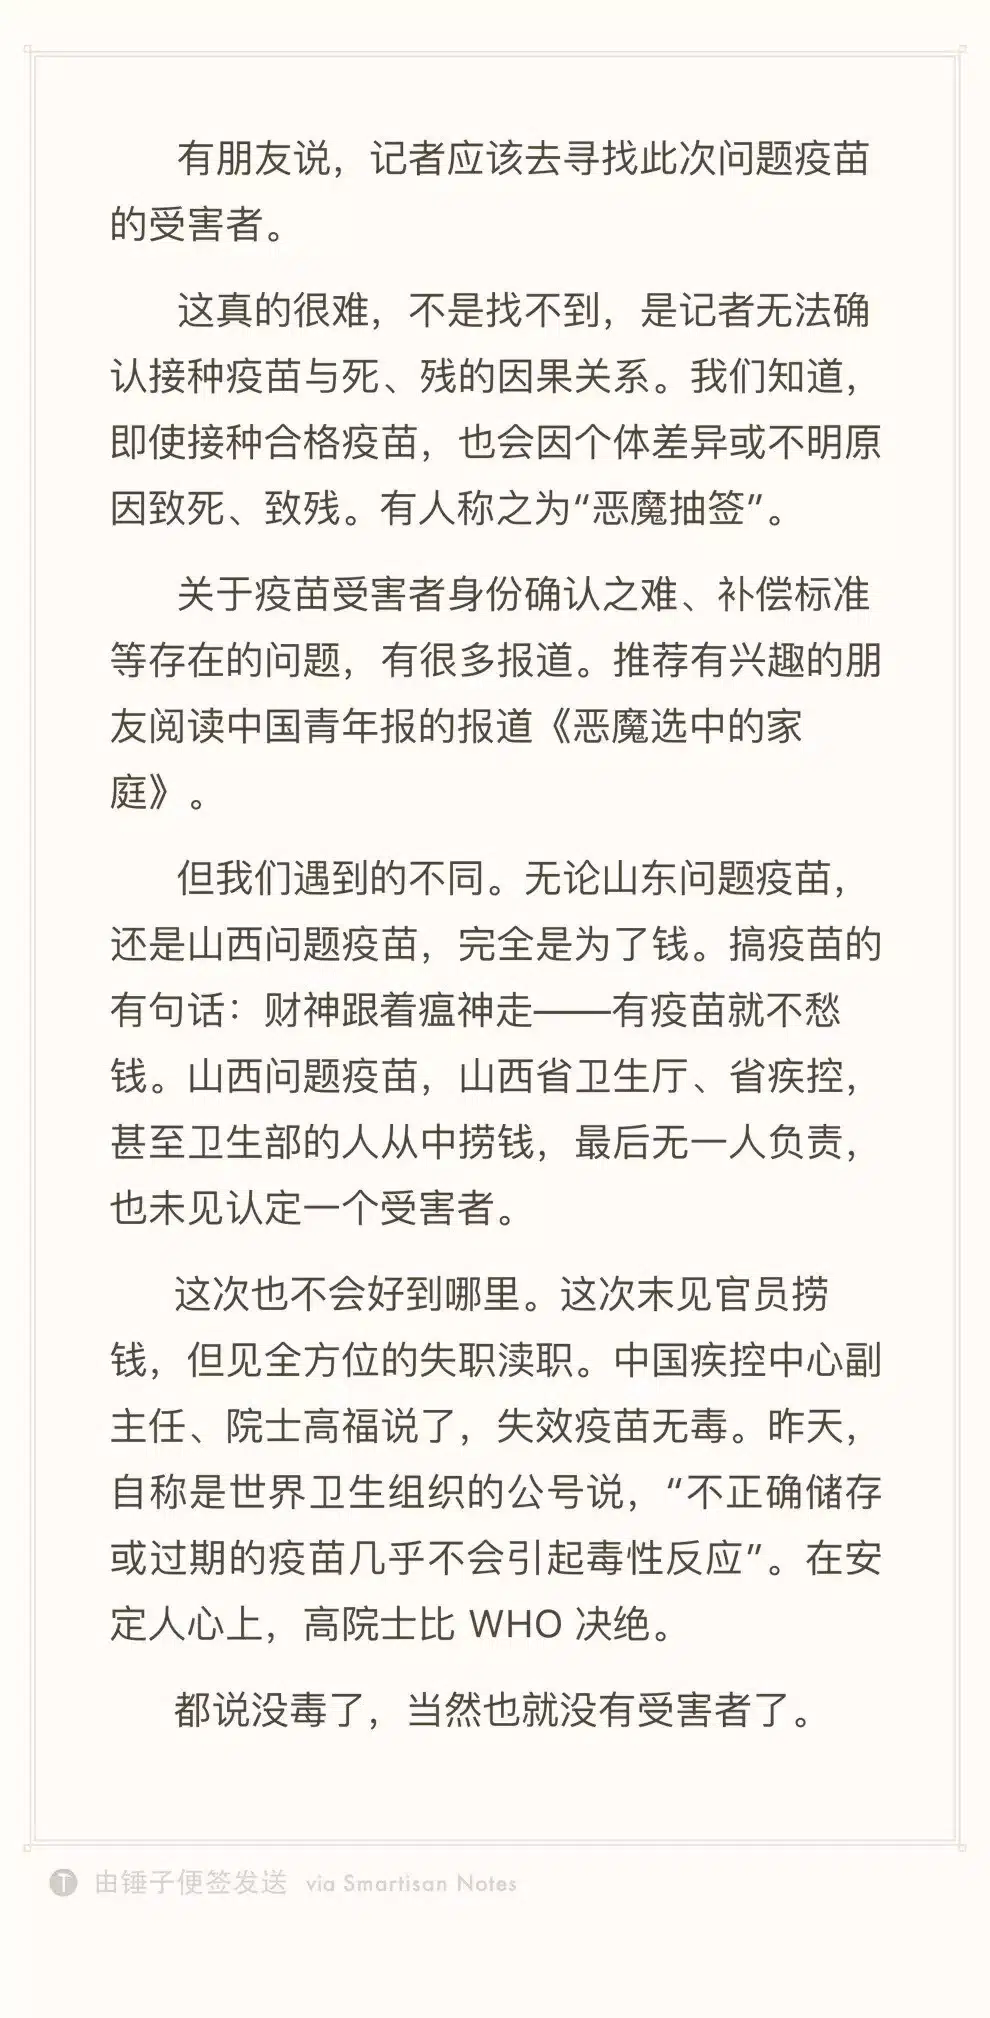 有朋友说，记者应该去寻找此次问题疫苗
的受害者。
这真的很难，不是找不到，是记者无法确
认接种疫苗与死、残的因果关系。我们知道，
即使接种合格疫苗，也会因个体差异或不明原
因致死、致残。有人称之为“恶魔抽签”。
关于疫苗受害者身份确认之难、补偿标准
等存在的问题，有很多报道。推荐有兴趣的朋
友阅读中国青年报的报道《恶魔选中的家
庭》。
但我们遇到的不同。无论山东问题疫苗，
还是山西问题疫苗，完全是为了钱。搞疫苗的
有句话：财神跟着瘟神走——有疫苗就不愁
钱。山西问题疫苗，山西省卫生厅、省疾控，
甚至卫生部的人从中捞钱，最后无一人负责，
也未见认定一个受害者。
这次也不会好到哪里。这次末见官员捞
钱，但见全方位的失职渎职。中国疾控中心副
主任、院士高福说了，失效疫苗无毒。昨天，
自称是世界卫生组织的公号说，“不正确储存
或过期的疫苗几乎不会引起毒性反应”。在安
定人心上，高院士比 WHO 决绝。
都说没毒了，当然也就没有受害者了。
T 由锤子便签发送 via Smartisan Notes